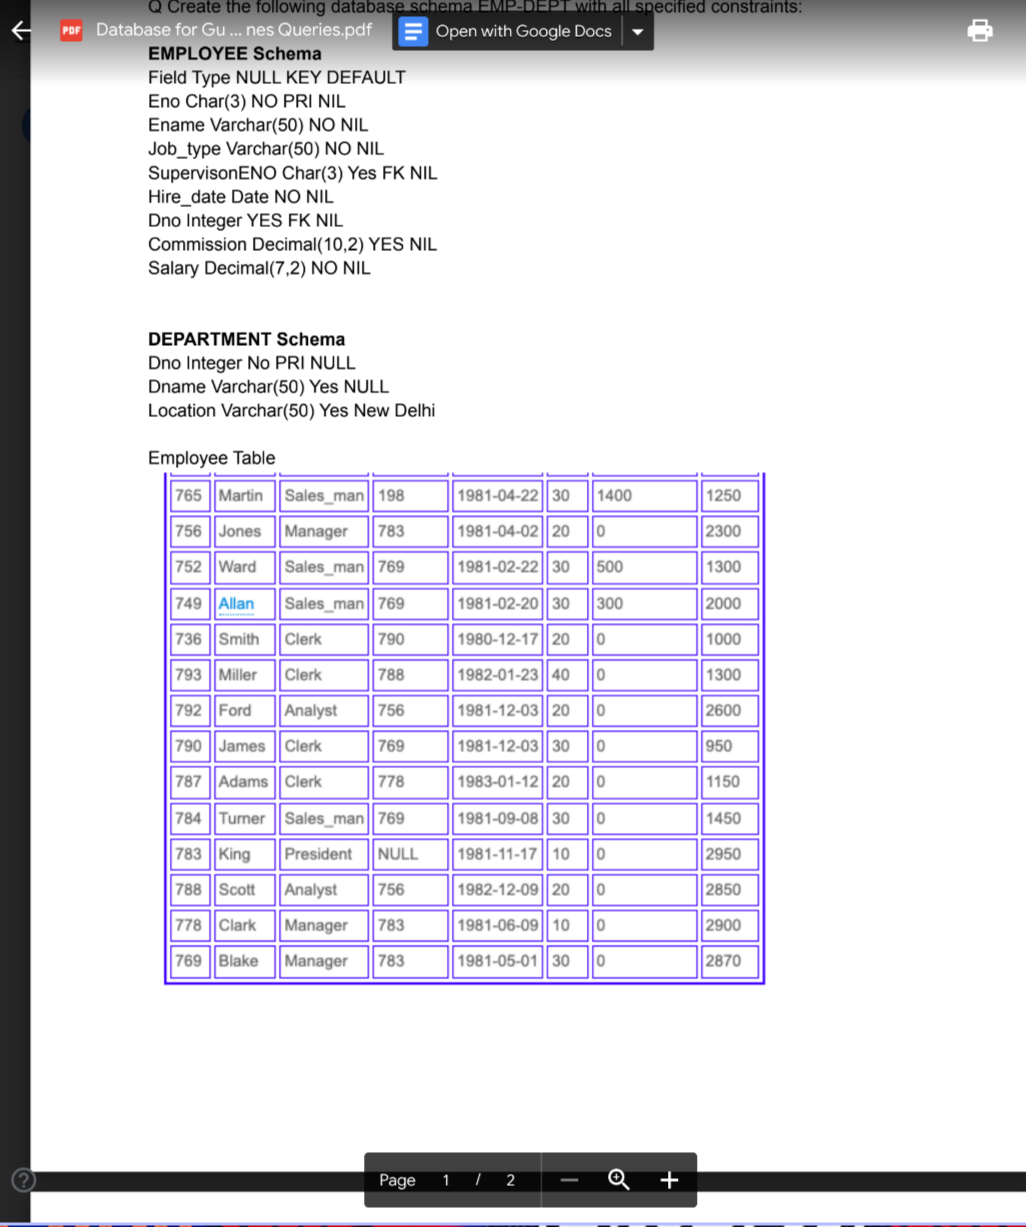 Q Create the following database schema EMP-DEPT with all specified constraints:
PDF Database for Gu ... nes Queries.pdf Open with Google Docs
EMPLOYEE Schema
Field Type NULL KEY DEFAULT
Eno Char(3) NO PRI NIL
Ename Varchar(50) NO NIL
Job_type Varchar(50) NO NIL
SupervisonENO Char(3) Yes FK NIL
Hire_date Date NO NIL
Dno Integer YES FK NIL
Commission Decimal(10,2) YES NIL
Salary Decimal(7,2) NO NIL
DEPARTMENT Schema
Dno Integer No PRI NULL
Dname Varchar(50) Yes NULL
Location Varchar(50) Yes New Delhi
Employee Table
765 Martin Sales_man 198 1981-04-22 30 1400 1250
756 Jones Manager 783 1981-04-02 20 0 2300
752 Ward Sales_man 769 1981-02-22 30 500 1300
749 Allan Sales_man 769 1981-02-20 30 300 2000
736 Smith Clerk 790 1980-12-17 20 0 1000
793 Miller Clerk 788 1982-01-23 40 0 1300
792 Ford Analyst 756 1981-12-03 20 0 2600
790 James Clerk 769 1981-12-03 30 0 950
787 Adams Clerk 778 1983-01-12 20 0 1150
784 Turner Sales_man 769 1981-09-08 30 0 1450
783 King President NULL 1981-11-17 10 0 2950
788 Scott Analyst 756 1982-12-09 20 0 2850
778 Clark Manager 783 1981-06-09 10 0 2900
769 Blake Manager 783 1981-05-01 30 0 2870
? Page 1 / 2